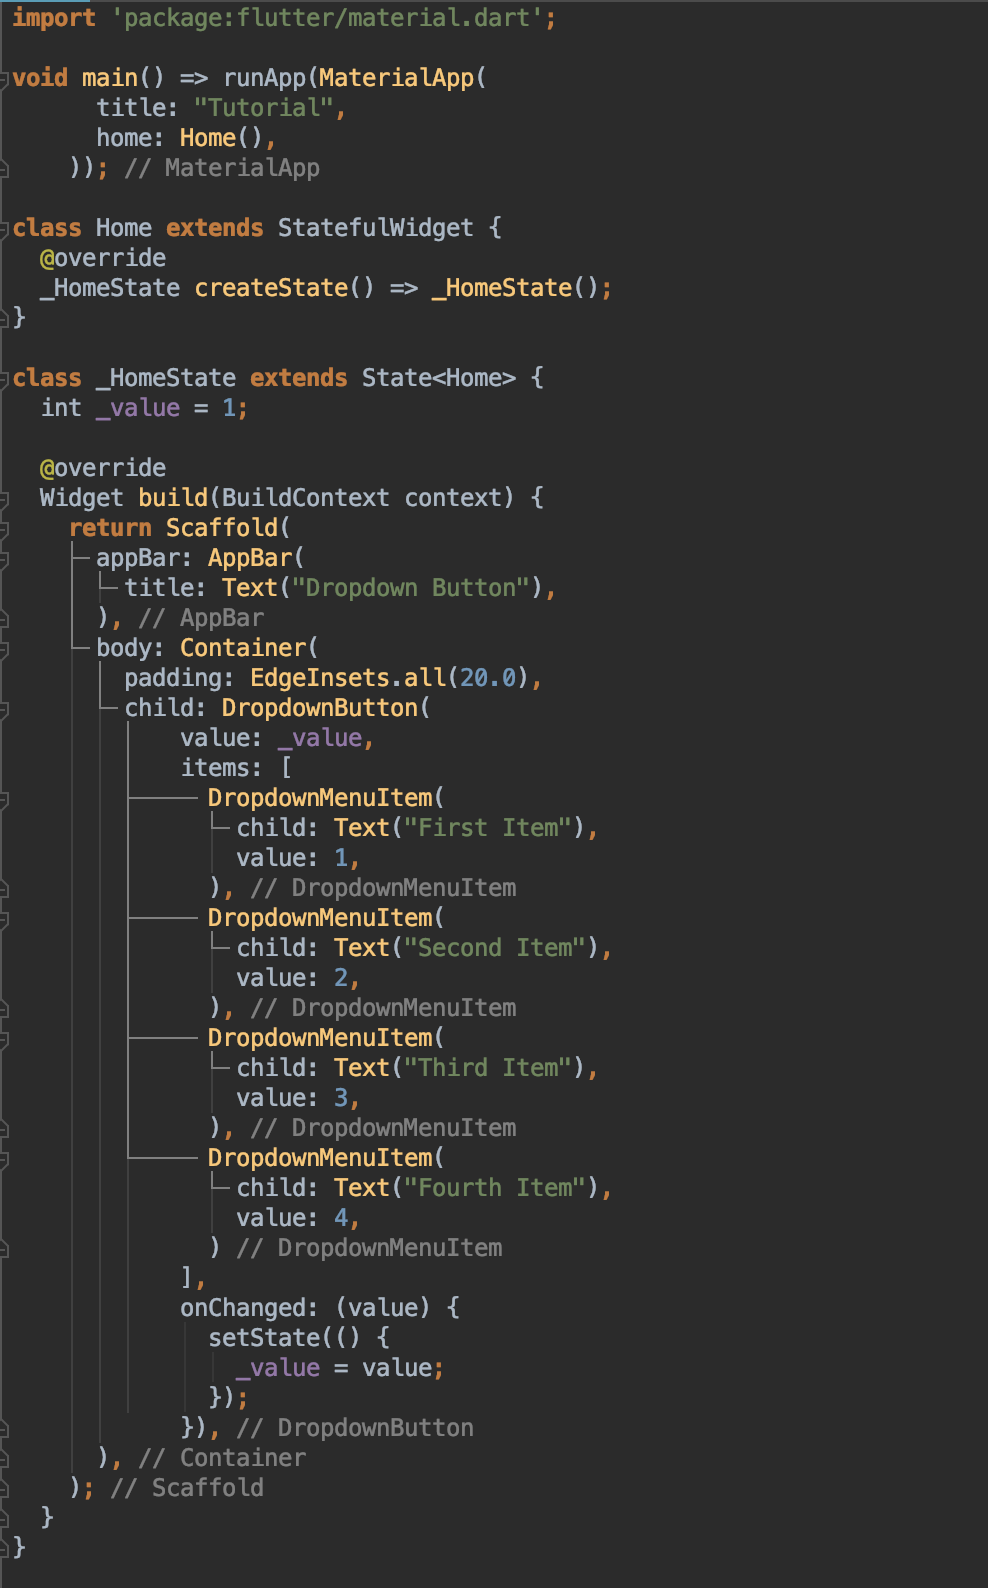 import 'package:flutter/material.dart';

void main() => runApp(MaterialApp(
      title: "Tutorial",
      home: Home(),
    )); // MaterialApp

class Home extends StatefulWidget {
  @override
  _HomeState createState() => _HomeState();
}

class _HomeState extends State<Home> {
  int _value = 1;

  @override
  Widget build(BuildContext context) {
    return Scaffold(
      appBar: AppBar(
        title: Text("Dropdown Button"),
      ), // AppBar
      body: Container(
        padding: EdgeInsets.all(20.0),
        child: DropdownButton(
            value: _value,
            items: [
              DropdownMenuItem(
                child: Text("First Item"),
                value: 1,
              ), // DropdownMenuItem
              DropdownMenuItem(
                child: Text("Second Item"),
                value: 2,
              ), // DropdownMenuItem
              DropdownMenuItem(
                child: Text("Third Item"),
                value: 3,
              ), // DropdownMenuItem
              DropdownMenuItem(
                child: Text("Fourth Item"),
                value: 4,
              ) // DropdownMenuItem
            ],
            onChanged: (value) {
              setState(() {
                _value = value;
              });
            }), // DropdownButton
      ), // Container
    ); // Scaffold
  }
}